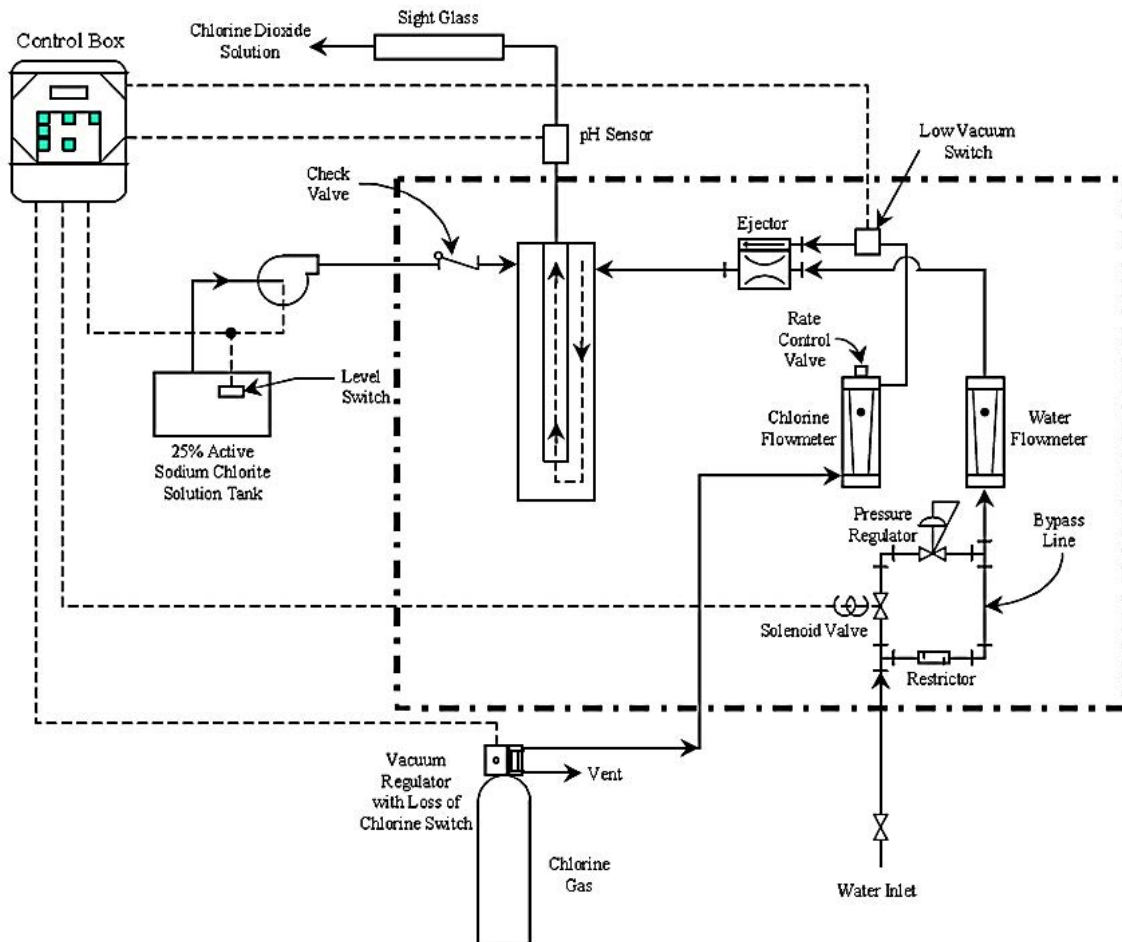 Sight Glass
Chlorine Dioxide
Solution
Control Box
pH Sensor
Low Vacuum
Switch
Check
Valve
Ejector
Rate
Control
Valve
Level
Switch
Chlorine
Flowmeter
Water
Flowmeter
25% Active
Sodium Chlorite
Solution Tank
Pressure
Regulator
Bypass
Line
Solenoid Valve
Restrictor
Vacuum
Regulator
with Loss of
Chlorine Switch
Vent
Chlorine
Gas
Water Inlet